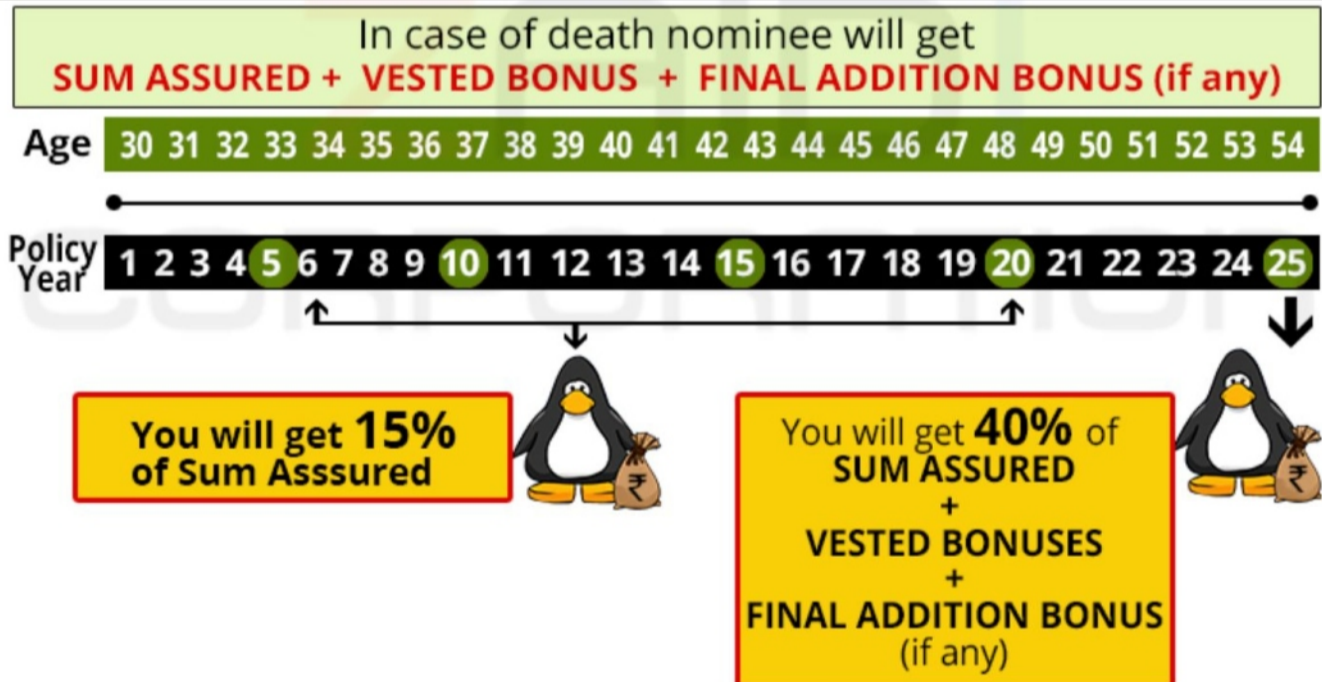 In case of death nominee will get
SUM ASSURED + VESTED BONUS + FINAL ADDITION BONUS (if any)
Age 30 31 32 33 34 35 36 37 38 39 40 41 42 43 44 45 46 47 48 49 50 51 52 53 54
Policy Year 1 2 3 4 5 6 7 8 9 10 11 12 13 14 15 16 17 18 19 20 21 22 23 24 25
You will get 15%
of Sum Asssured
₹
You will get 40% of
SUM ASSURED
+
VESTED BONUSES
+
FINAL ADDITION BONUS
(if any)
₹
CORPORATION